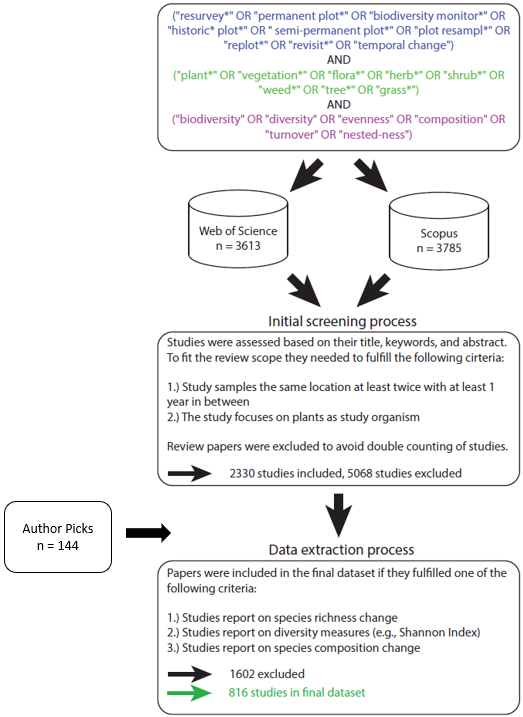 ("resurvey*" OR "permanent plot*" OR "biodiversity monitor*" OR
"historic* plot*" OR " semi-permanent plot*" OR "plot resampl*" OR
"replot*" OR "revisit*" OR "temporal change")
AND
("plant*" OR "vegetation*" OR "flora*" OR "herb*" OR "shrub*" OR
"weed*" OR "tree*" OR "grass*")
AND
("biodiversity" OR "diversity" OR "evenness" OR "composition" OR
"turnover" OR "nested-ness")
Web of Science
n = 3613
Scopus
n = 3785
Initial screening process
Studies were assessed based on their title, keywords, and abstract.
To fit the review scope they needed to fulfill the following cirteria:
1.) Study samples the same location at least twice with at least 1
year in between
2.) The study focuses on plants as study organism
Review papers were excluded to avoid double counting of studies.
2330 studies included, 5068 studies excluded
Author Picks
n = 144
Data extraction process
Papers were included in the final dataset if they fulfilled one of the
following criteria:
1.) Studies report on species richness change
2.) Studies report on diversity measures (e.g., Shannon Index)
3.) Studies report on species composition change
1602 excluded
816 studies in final dataset